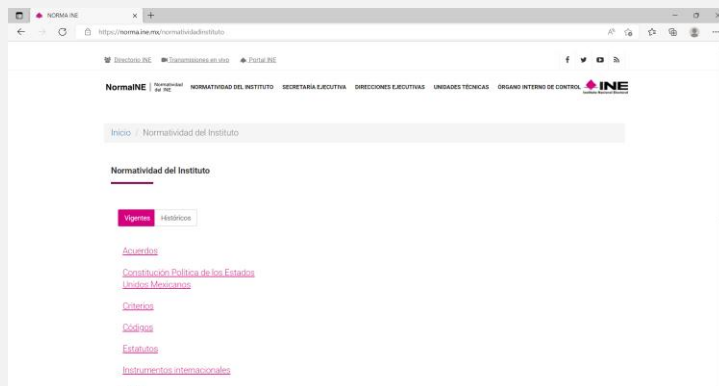 NORMA INE
https://norma.ine.mx/normatividadinstituto
Directorio INE Transmisiones en vivo Portal INE
NormaINE | Normatividad del INE NORMATIVIDAD DEL INSTITUTO SECRETARÍA EJECUTIVA DIRECCIONES EJECUTIVAS UNIDADES TÉCNICAS ÓRGANO INTERNO DE CONTROL INE
Instituto Nacional Electoral
Inicio / Normatividad del Instituto
Normatividad del Instituto
Vigentes Históricos
Acuerdos
Constitución Política de los Estados
Unidos Mexicanos
Criterios
Códigos
Estatutos
Instrumentos internacionales